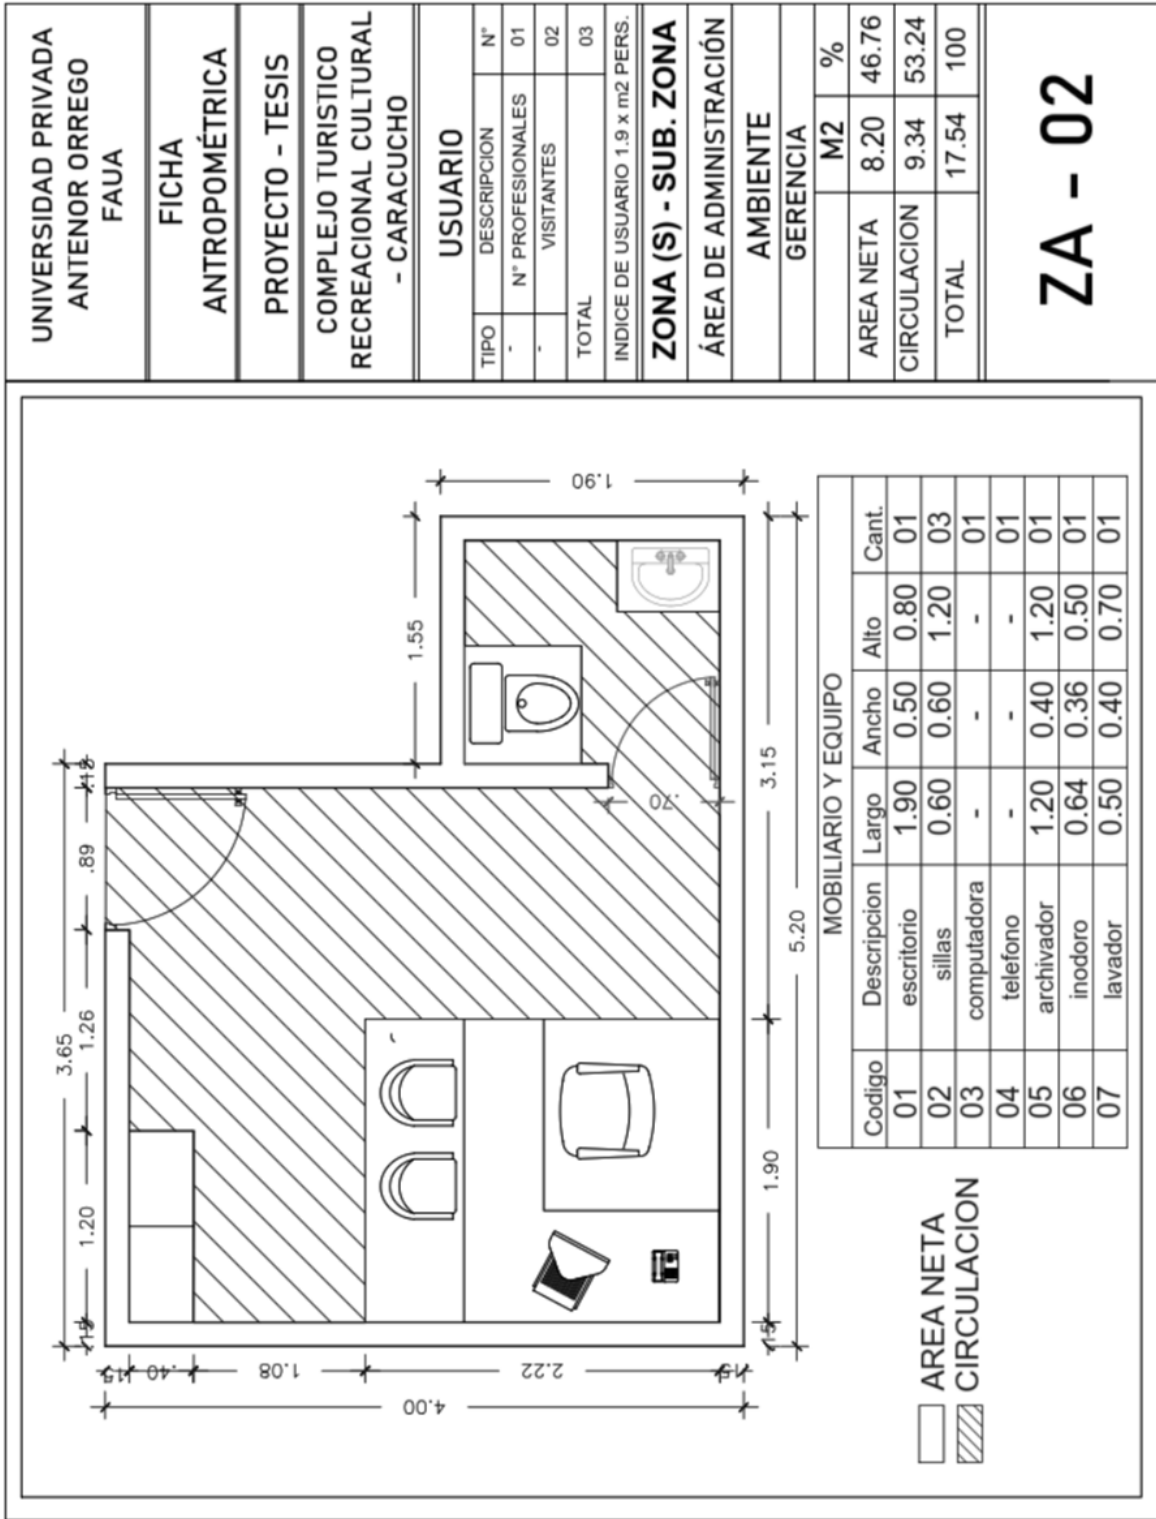 UNIVERSIDAD PRIVADA
ANTENOR ORREGO
FAUA
FICHA
ANTROPOMÉTRICA
PROYECTO - TESIS
COMPLEJO TURISTICO
RECREACIONAL CULTURAL
- CARACUCHO
USUARIO
TIPO DESCRIPCION N°
- N° PROFESIONALES 01
- VISITANTES 02
TOTAL 03
INDICE DE USUARIO 1.9 x m2 PERS.
ZONA (S) - SUB. ZONA
ÁREA DE ADMINISTRACIÓN
AMBIENTE
GERENCIA
M2 %
AREA NETA 8.20 46.76
CIRCULACION 9.34 53.24
TOTAL 17.54 100
ZA - 02
3.65
1.20 1.26 .89 .15
.15
1.55
1.90
.15
.40
1.08
2.22
.15
4.00
.70
.15 1.90 3.15
5.20
MOBILIARIO Y EQUIPO
Codigo Descripcion Largo Ancho Alto Cant.
01 escritorio 1.90 0.50 0.80 01
02 sillas 0.60 0.60 1.20 03
03 computadora - - - 01
04 telefono - - - 01
05 archivador 1.20 0.40 1.20 01
06 inodoro 0.64 0.36 0.50 01
07 lavador 0.50 0.40 0.70 01
AREA NETA
CIRCULACION